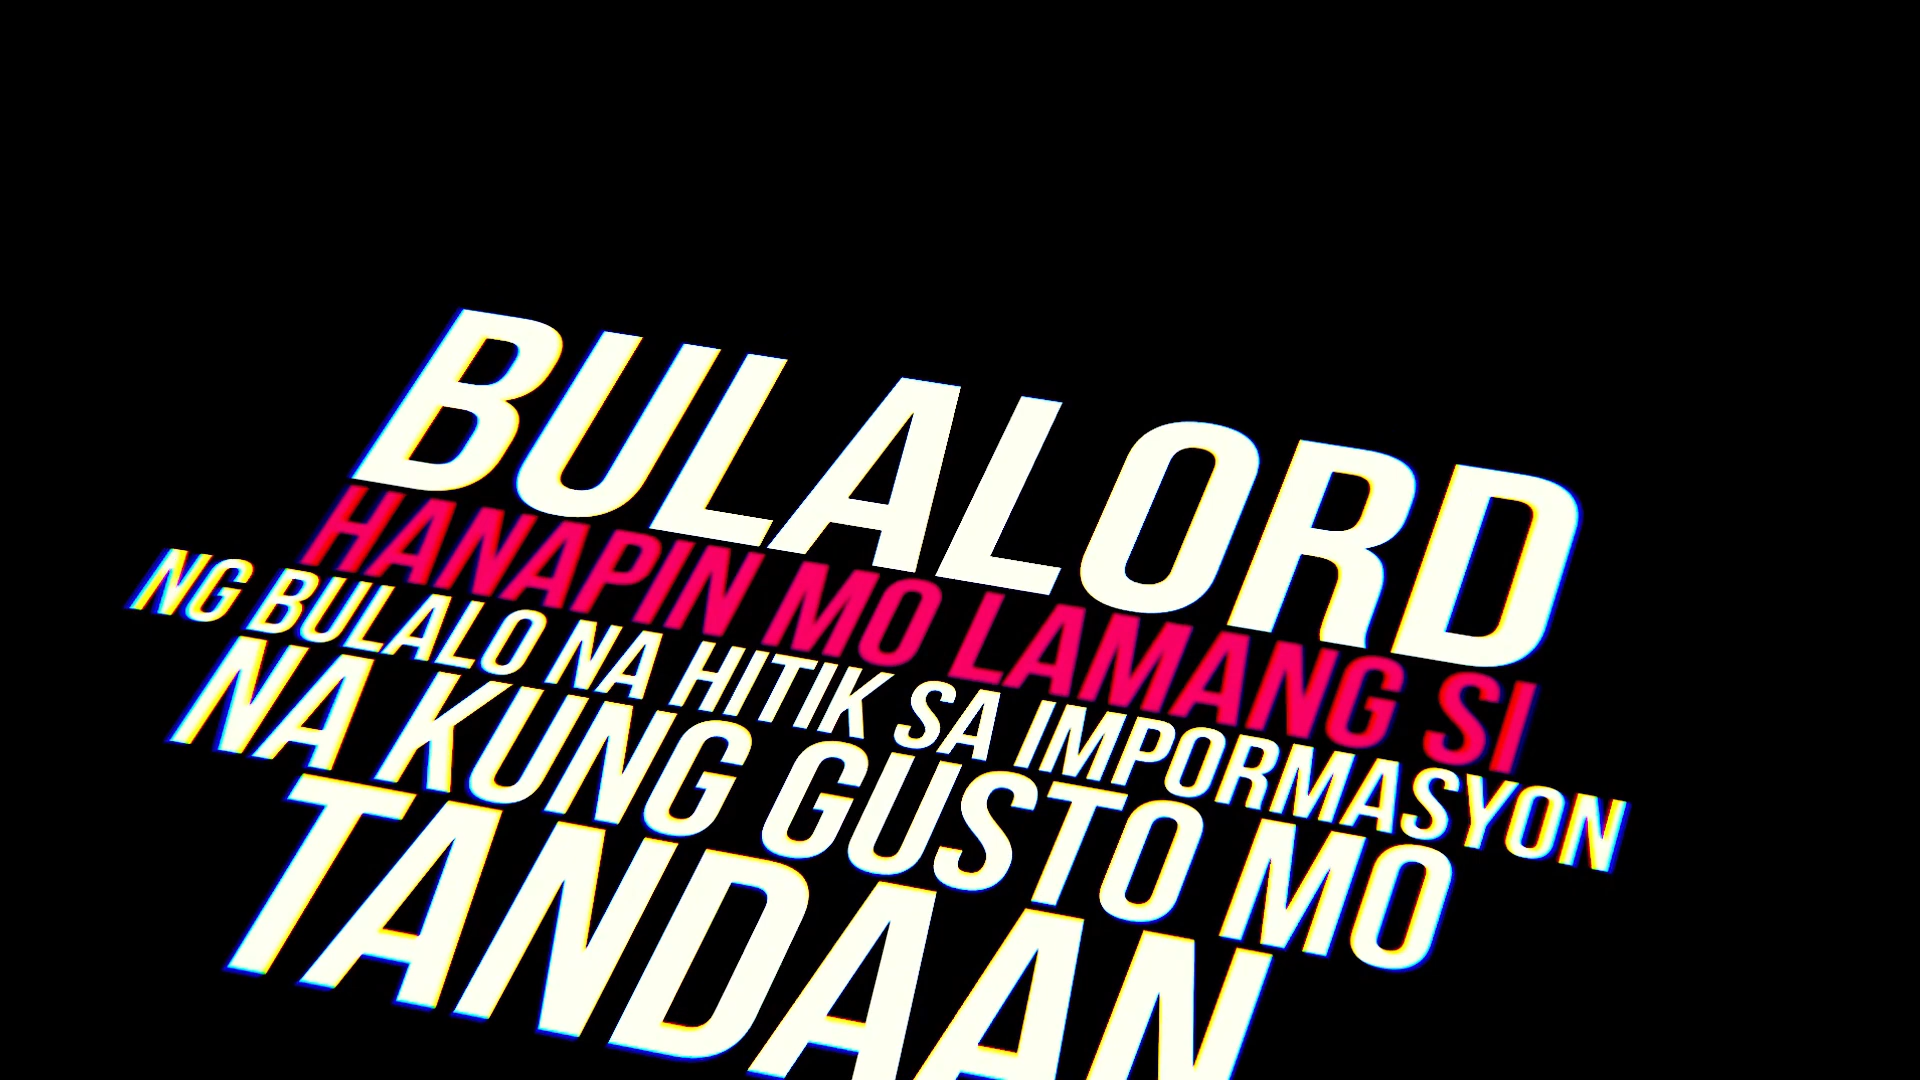 BULALORD
HANAPIN MO LAMANG SI
NG BULALO NA HITIK SA IMPORMASYON
NA KUNG GUSTO MO
TANDAAN